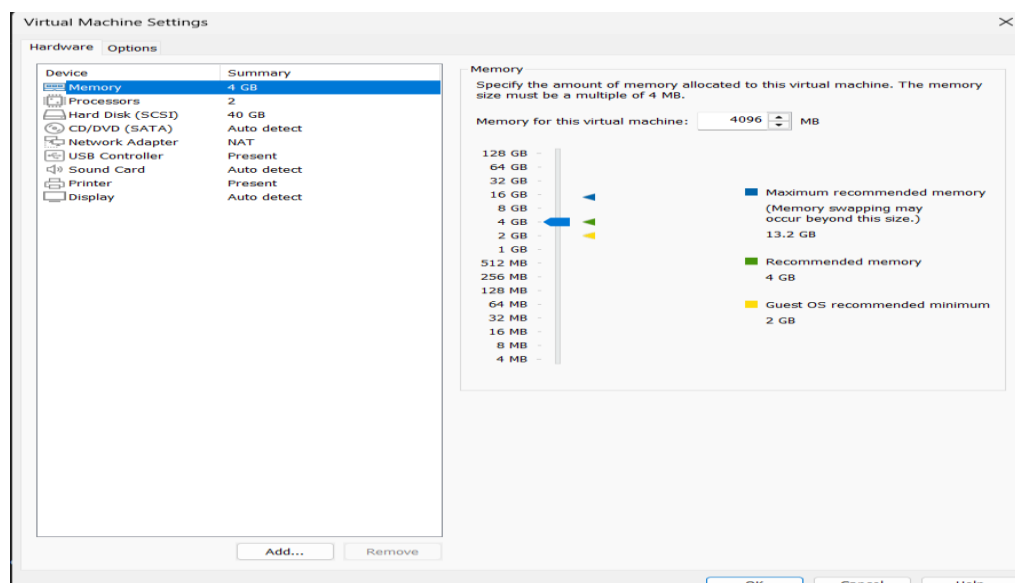 Virtual Machine Settings
Hardware Options
Device Summary
Memory 4 GB
Processors 2
Hard Disk (SCSI) 40 GB
CD/DVD (SATA) Auto detect
Network Adapter NAT
USB Controller Present
Sound Card Auto detect
Printer Present
Display Auto detect
Add... Remove
Memory
Specify the amount of memory allocated to this virtual machine. The memory
size must be a multiple of 4 MB.
Memory for this virtual machine: 4096 MB
128 GB
64 GB
32 GB
16 GB
8 GB
4 GB
2 GB
1 GB
512 MB
256 MB
128 MB
64 MB
32 MB
16 MB
8 MB
4 MB
Maximum recommended memory
(Memory swapping may
occur beyond this size.)
13.2 GB
Recommended memory
4 GB
Guest OS recommended minimum
2 GB
OK Cancel Help